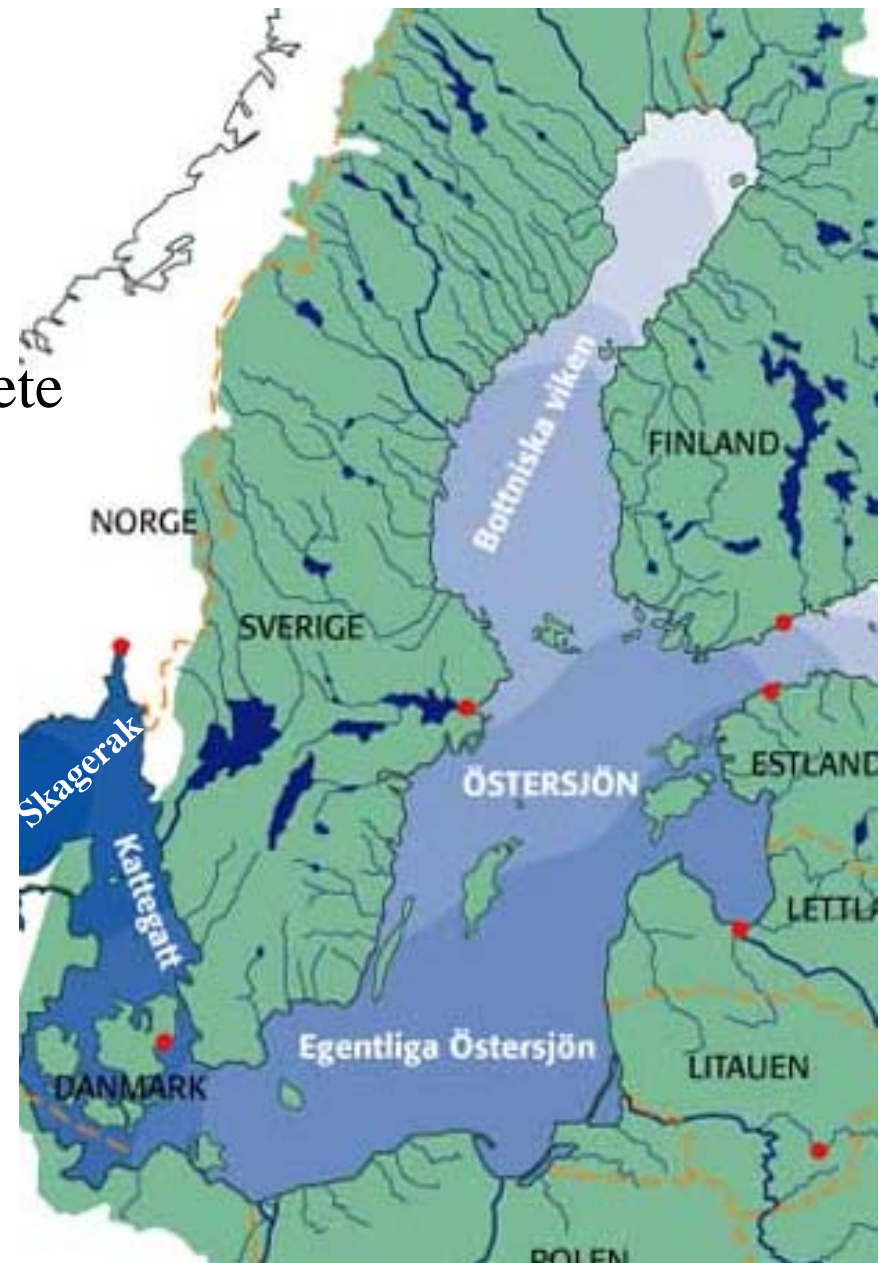 ete
Bottniska viken
FINLAND
NORGE
SVERIGE
Skagerak
ÖSTERSJÖN
ESTLAND
Kattegatt
LETTLA
Egentliga Östersjön
LITAUEN
DANMARK
POLEN